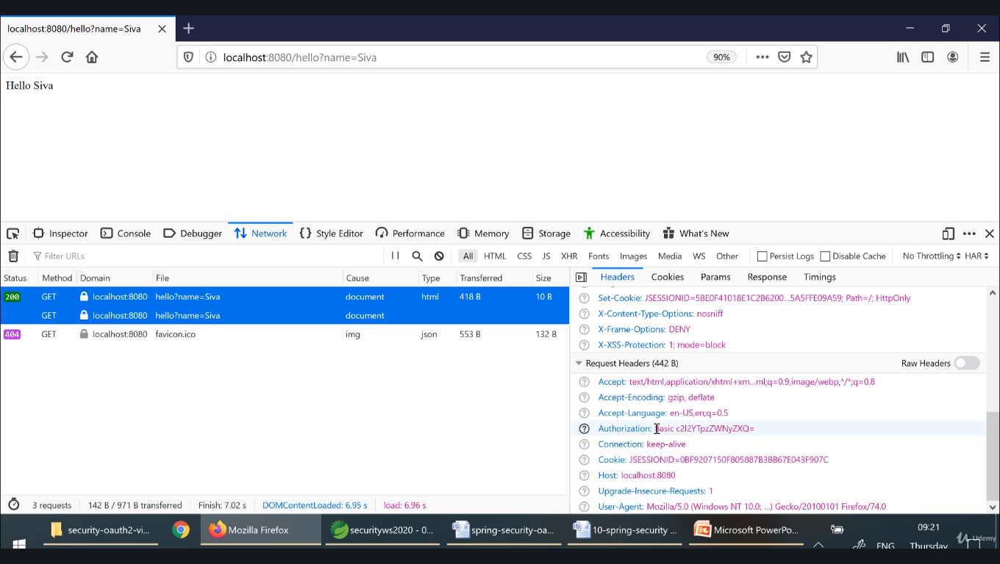 localhost:8080/hello?name=Siva
localhost:8080/hello?name=Siva 90%
Hello Siva
Inspector Console Debugger Network Style Editor Performance Memory Storage Accessibility What's New
Filter URLs All HTML CSS JS XHR Fonts Images Media WS Other Persist Logs Disable Cache No Throttling HAR
Status Method Domain File Cause Type Transferred Size
Headers Cookies Params Response Timings
200 GET localhost:8080 hello?name=Siva document html 418 B 10 B
GET localhost:8080 hello?name=Siva document
404 GET localhost:8080 favicon.ico img json 553 B 132 B
Set-Cookie: JSESSIONID=5BE0F41018E1C2B6200...5A5FFE09A59; Path=/; HttpOnly
X-Content-Type-Options: nosniff
X-Frame-Options: DENY
X-XSS-Protection: 1; mode=block
Request Headers (442 B) Raw Headers
Accept: text/html,application/xhtml+xm...ml;q=0.9,image/webp,*/*;q=0.8
Accept-Encoding: gzip, deflate
Accept-Language: en-US,en;q=0.5
Authorization: Basic c2l2YTpzZWNyZXQ=
Connection: keep-alive
Cookie: JSESSIONID=0BF9207150F805887B3BB67E043F907C
Host: localhost:8080
Upgrade-Insecure-Requests: 1
User-Agent: Mozilla/5.0 (Windows NT 10.0; ...) Gecko/20100101 Firefox/74.0
3 requests 142 B / 971 B transferred Finish: 7.02 s DOMContentLoaded: 6.95 s load: 6.96 s
security-oauth2-vi... Mozilla Firefox securityws2020 - 0... spring-security-oa... 10-spring-security ... Microsoft PowerPo... 09:21
ENG Thursday
Udemy